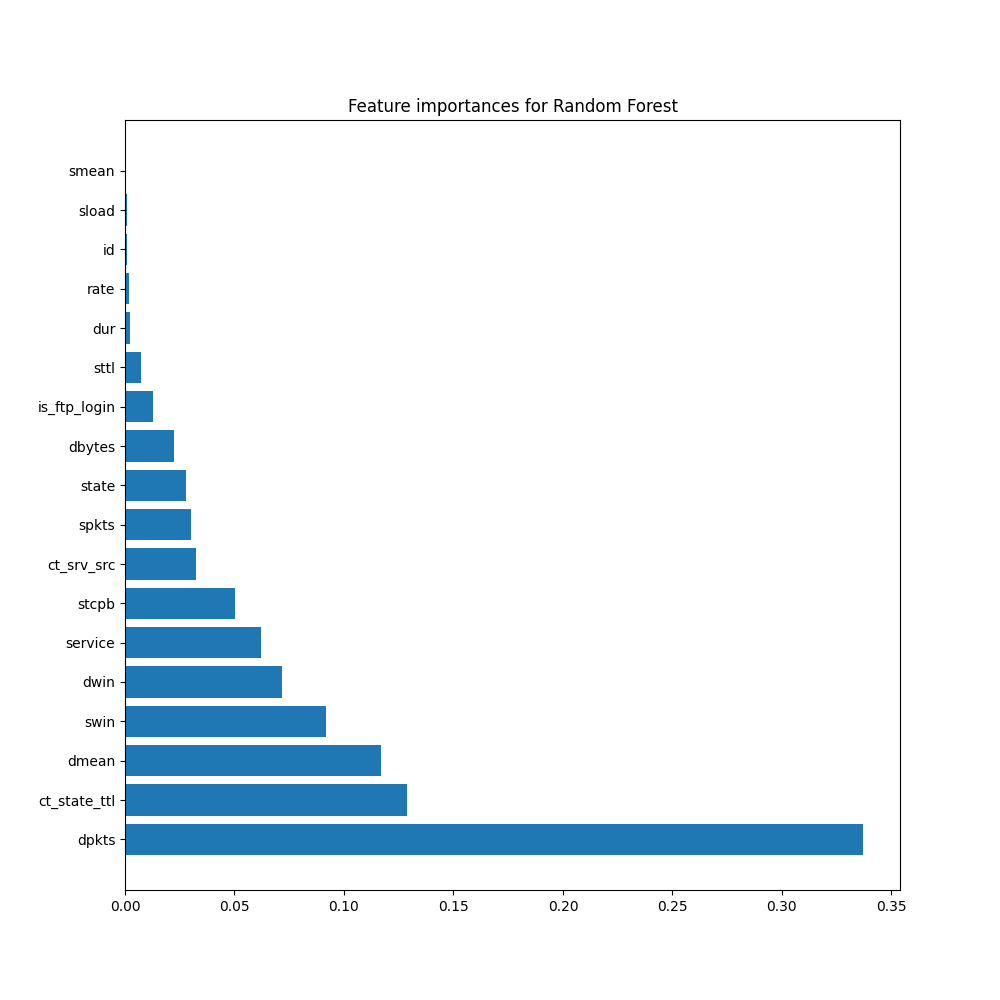 Feature importances for Random Forest
smean
sload
id
rate
dur
sttl
is_ftp_login
dbytes
state
spkts
ct_srv_src
stcpb
service
dwin
swin
dmean
ct_state_ttl
dpkts
0.00 0.05 0.10 0.15 0.20 0.25 0.30 0.35